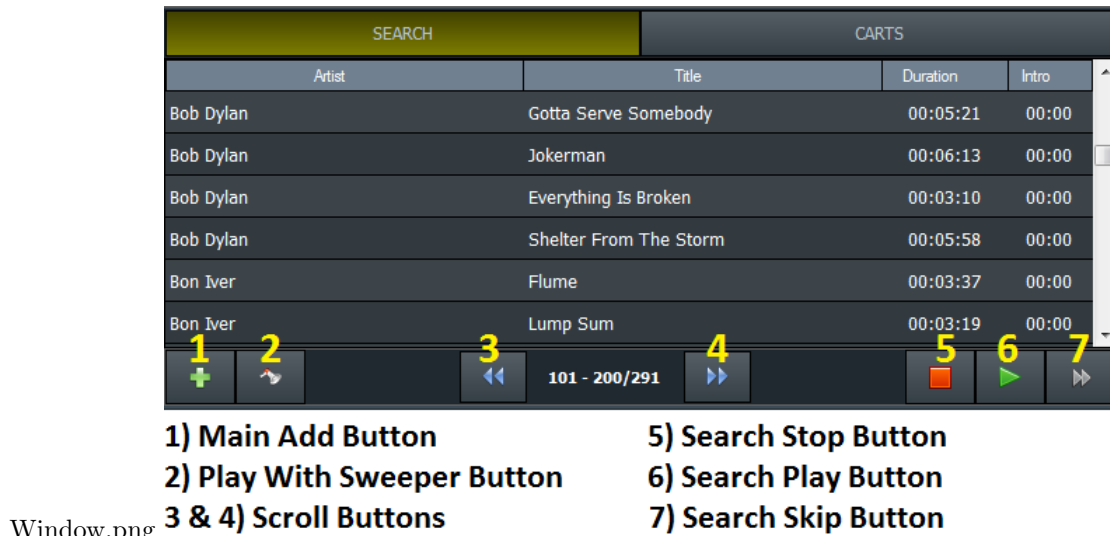 SEARCH CARTS
Artist Title Duration Intro
Bob Dylan Gotta Serve Somebody 00:05:21 00:00
Bob Dylan Jokerman 00:06:13 00:00
Bob Dylan Everything Is Broken 00:03:10 00:00
Bob Dylan Shelter From The Storm 00:05:58 00:00
Bon Iver Flume 00:03:37 00:00
Bon Iver Lump Sum 00:03:19 00:00
1 2 3 4 5 6 7
101 - 200/291
1) Main Add Button 5) Search Stop Button
2) Play With Sweeper Button 6) Search Play Button
Window.png 3 & 4) Scroll Buttons 7) Search Skip Button